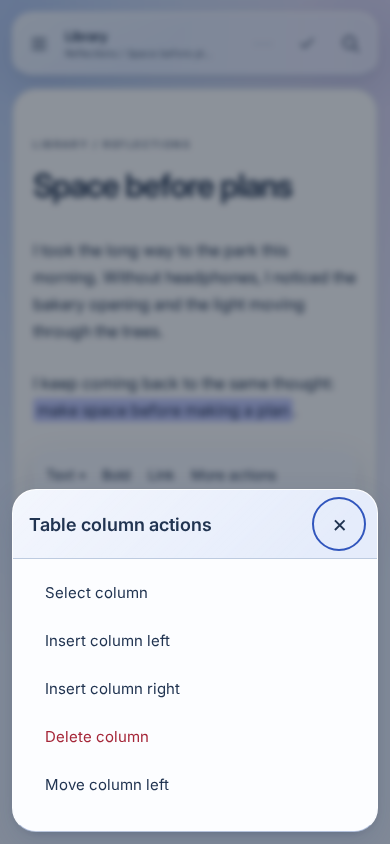 Library
LIBRARY / REFLECTIONS
Space before plans
I took the long way to the park this
morning. Without headphones, I noticed the
bakery opening and the light moving
through the trees.
I keep coming back to the same thought:
make space before making a plan.
Text Bold Link More actions
Table column actions
Select column
Insert column left
Insert column right
Delete column
Move column left